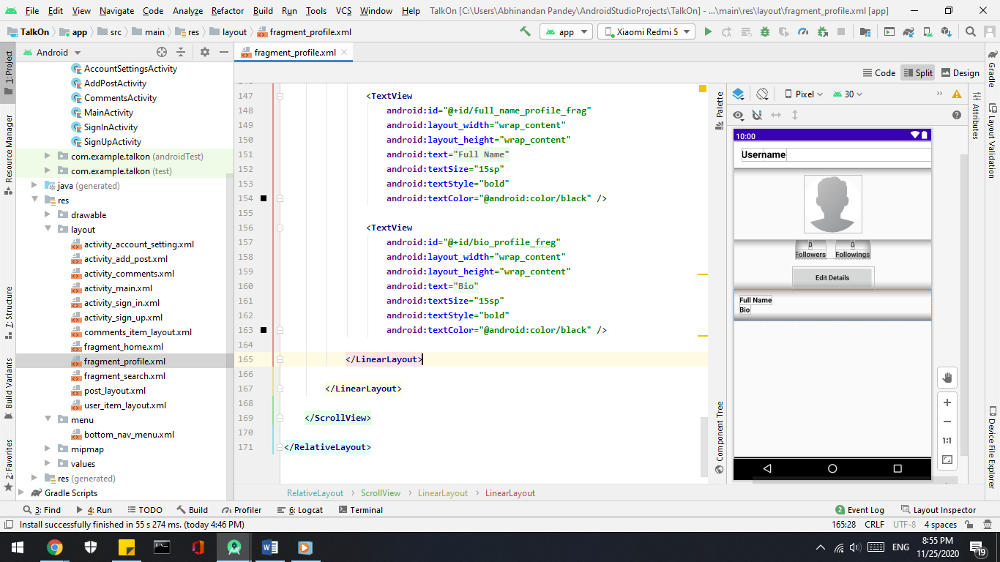 File Edit View Navigate Code Analyze Refactor Build Run Tools VCS Window Help TalkOn [C:\Users\Abhinandan Pandey\AndroidStudioProjects\TalkOn] - ...\main\res\layout\fragment_profile.xml [app]
TalkOn app src main res layout fragment_profile.xml app Xiaomi Redmi 5
Android
fragment_profile.xml
Code Split Design
1: Project
Resource Manager
7: Structure
Build Variants
2: Favorites
AccountSettingsActivity
AddPostActivity
CommentsActivity
MainActivity
SignInActivity
SignUpActivity
com.example.talkon (androidTest)
com.example.talkon (test)
java (generated)
res
drawable
layout
activity_account_setting.xml
activity_add_post.xml
activity_comments.xml
activity_main.xml
activity_sign_in.xml
activity_sign_up.xml
comments_item_layout.xml
fragment_home.xml
fragment_profile.xml
fragment_search.xml
post_layout.xml
user_item_layout.xml
menu
bottom_nav_menu.xml
mipmap
values
res (generated)
Gradle Scripts
147 <TextView
148 android:id="@+id/full_name_profile_frag"
149 android:layout_width="wrap_content"
150 android:layout_height="wrap_content"
151 android:text="Full Name"
152 android:textSize="15sp"
153 android:textStyle="bold"
154 android:textColor="@android:color/black" />
155
156 <TextView
157 android:id="@+id/bio_profile_freg"
158 android:layout_width="wrap_content"
159 android:layout_height="wrap_content"
160 android:text="Bio"
161 android:textSize="15sp"
162 android:textStyle="bold"
163 android:textColor="@android:color/black" />
164
165 </LinearLayout>
166
167 </LinearLayout>
168
169 </ScrollView>
170
171 </RelativeLayout>
RelativeLayout › ScrollView › LinearLayout › LinearLayout
Palette
Component Tree
Pixel 30 »
10:00
Username
0 0
Followers Followings
Edit Details
Full Name
Bio
1:1
Gradle
Layout Validation
Attributes
Device File Explorer
3: Find 4: Run TODO Build Profiler 6: Logcat Terminal 2 Event Log Layout Inspector
Install successfully finished in 55 s 274 ms. (today 4:46 PM) 165:28 CRLF UTF-8 4 spaces
ENG 8:55 PM
11/25/2020 19